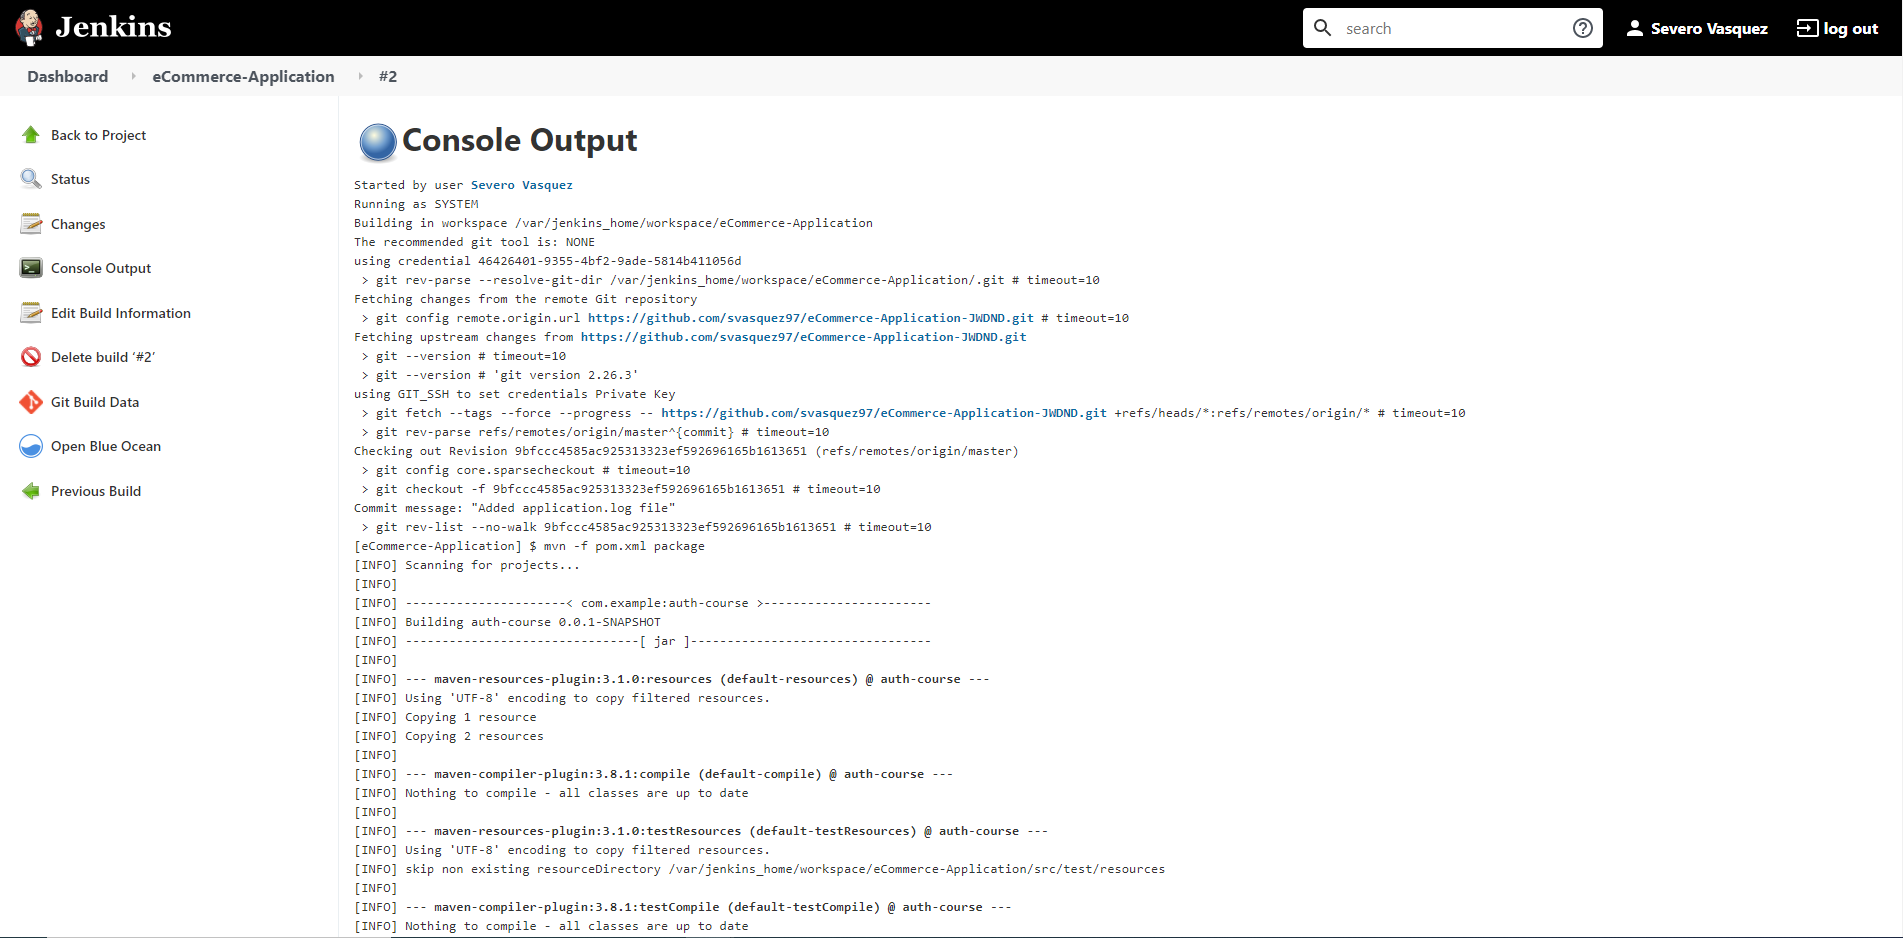 Jenkins
search
Severo Vasquez
log out
Dashboard
eCommerce-Application
#2
Back to Project
Status
Changes
Console Output
Edit Build Information
Delete build ‘#2’
Git Build Data
Open Blue Ocean
Previous Build
Console Output
Started by user Severo Vasquez
Running as SYSTEM
Building in workspace /var/jenkins_home/workspace/eCommerce-Application
The recommended git tool is: NONE
using credential 46426401-9355-4bf2-9ade-5814b411056d
> git rev-parse --resolve-git-dir /var/jenkins_home/workspace/eCommerce-Application/.git # timeout=10
Fetching changes from the remote Git repository
> git config remote.origin.url https://github.com/svasquez97/eCommerce-Application-JWDND.git # timeout=10
Fetching upstream changes from https://github.com/svasquez97/eCommerce-Application-JWDND.git
> git --version # timeout=10
> git --version # 'git version 2.26.3'
using GIT_SSH to set credentials Private Key
> git fetch --tags --force --progress -- https://github.com/svasquez97/eCommerce-Application-JWDND.git +refs/heads/*:refs/remotes/origin/* # timeout=10
> git rev-parse refs/remotes/origin/master^{commit} # timeout=10
Checking out Revision 9bfccc4585ac925313323ef592696165b1613651 (refs/remotes/origin/master)
> git config core.sparsecheckout # timeout=10
> git checkout -f 9bfccc4585ac925313323ef592696165b1613651 # timeout=10
Commit message: "Added application.log file"
> git rev-list --no-walk 9bfccc4585ac925313323ef592696165b1613651 # timeout=10
[eCommerce-Application] $ mvn -f pom.xml package
[INFO] Scanning for projects...
[INFO]
[INFO] ----------------------< com.example:auth-course >-----------------------
[INFO] Building auth-course 0.0.1-SNAPSHOT
[INFO] --------------------------------[ jar ]---------------------------------
[INFO]
[INFO] --- maven-resources-plugin:3.1.0:resources (default-resources) @ auth-course ---
[INFO] Using 'UTF-8' encoding to copy filtered resources.
[INFO] Copying 1 resource
[INFO] Copying 2 resources
[INFO]
[INFO] --- maven-compiler-plugin:3.8.1:compile (default-compile) @ auth-course ---
[INFO] Nothing to compile - all classes are up to date
[INFO]
[INFO] --- maven-resources-plugin:3.1.0:testResources (default-testResources) @ auth-course ---
[INFO] Using 'UTF-8' encoding to copy filtered resources.
[INFO] skip non existing resourceDirectory /var/jenkins_home/workspace/eCommerce-Application/src/test/resources
[INFO]
[INFO] --- maven-compiler-plugin:3.8.1:testCompile (default-testCompile) @ auth-course ---
[INFO] Nothing to compile - all classes are up to date